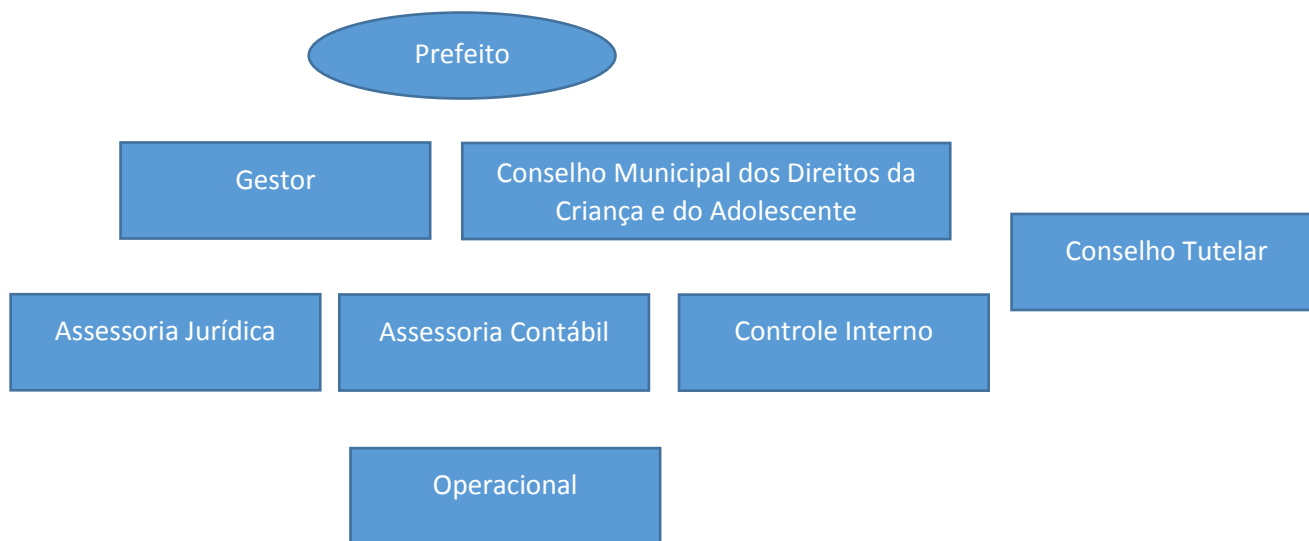 Prefeito
Gestor
Conselho Municipal dos Direitos da
Criança e do Adolescente
Conselho Tutelar
Assessoria Jurídica
Assessoria Contábil
Controle Interno
Operacional